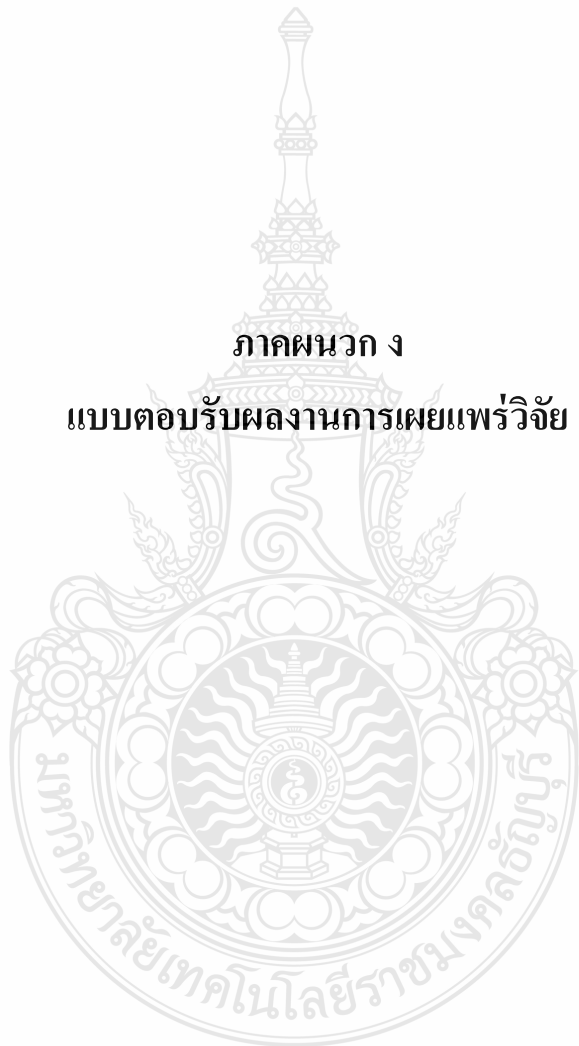 ภาคผนวก ง
แบบตอบรับผลงานการเผยแพร่วิจัย
มหาวิทยาลัยเทคโนโลยีราชมงคลธัญบุรี